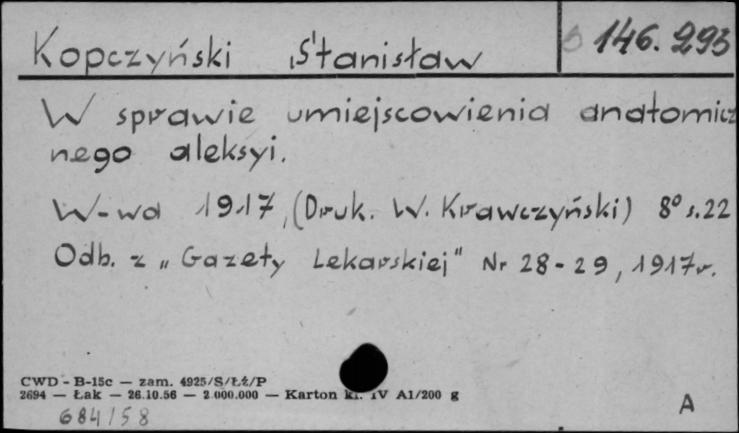 Kopczyński Stanisław 146.293
W sprawie umiejscowienia anatomicz
nego aleksyi.
W-wa 1917, (Druk. W. Krawczyński) 8° s.22
Odb. z „Gazety Lekarskiej" Nr 28-29, 1917r.
CWD - B-15c — zam. 4925/S/Łż/P
2694 — Łak — 26.10.56 — 2.000.000 — Karton kl. IV A1/200 g
A
684/58